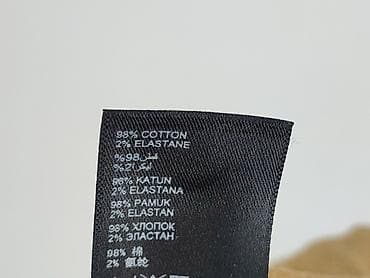 98% COTTON
2% ELASTANE
%98 قطن
%2
98% KATUN
2% ELASTANA
98% PAMUK
2% ELASTAN
98% ХЛОПОК
2% ЭЛАСТАН
98% 棉
2% 氨纶